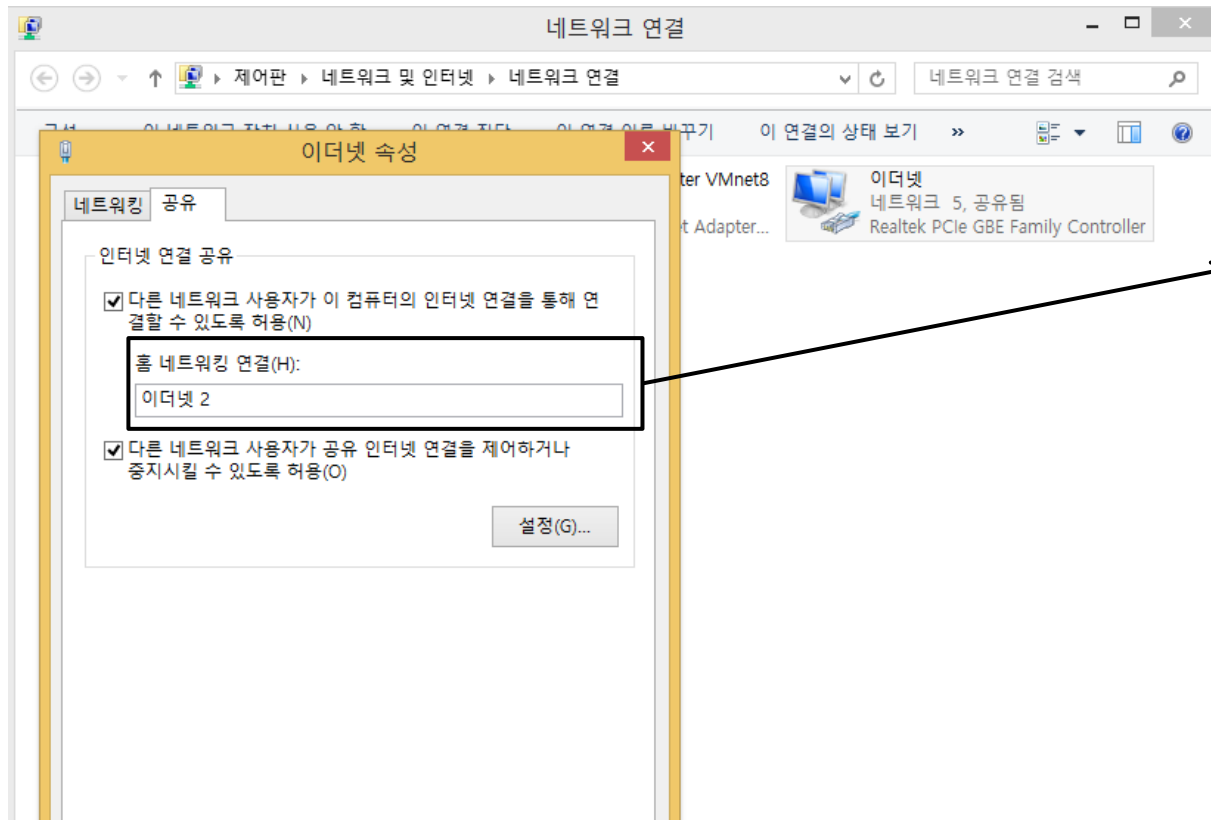 네트워크 연결
제어판 ▸ 네트워크 및 인터넷 ▸ 네트워크 연결
네트워크 연결 검색
이 연결의 상태 보기 »
이더넷 속성
ter VMnet8
t Adapter...
이더넷
네트워크 5, 공유됨
Realtek PCIe GBE Family Controller
네트워킹
공유
인터넷 연결 공유
다른 네트워크 사용자가 이 컴퓨터의 인터넷 연결을 통해 연
결할 수 있도록 허용(N)
홈 네트워킹 연결(H):
이더넷 2
다른 네트워크 사용자가 공유 인터넷 연결을 제어하거나
중지시킬 수 있도록 허용(O)
설정(G)...